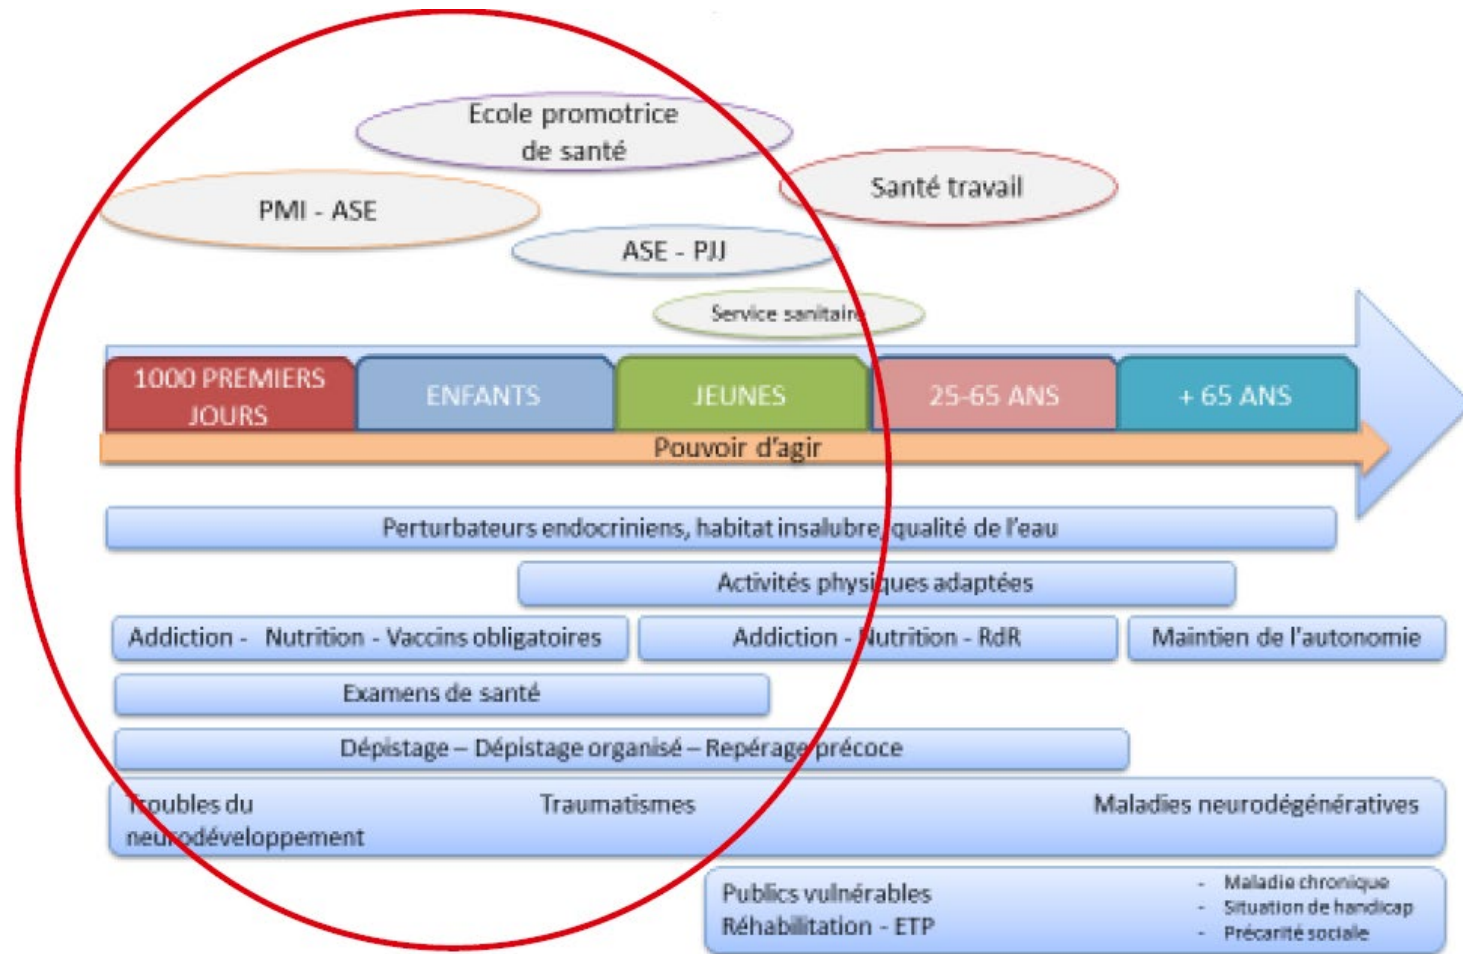 Ecole promotrice
de santé
Santé travail
PMI - ASE
ASE - PJJ
Service sanitaire
1000 PREMIERS
JOURS
ENFANTS
JEUNES
25-65 ANS
+ 65 ANS
Pouvoir d'agir
Perturbateurs endocriniens, habitat insalubre, qualité de l'eau
Activités physiques adaptées
Addiction - Nutrition - Vaccins obligatoires
Addiction - Nutrition - RdR
Maintien de l'autonomie
Examens de santé
Dépistage – Dépistage organisé – Repérage précoce
Troubles du
neurodéveloppement
Traumatismes
Maladies neurodégénératives
Publics vulnérables
Réhabilitation - ETP
- Maladie chronique
- Situation de handicap
- Précarité sociale